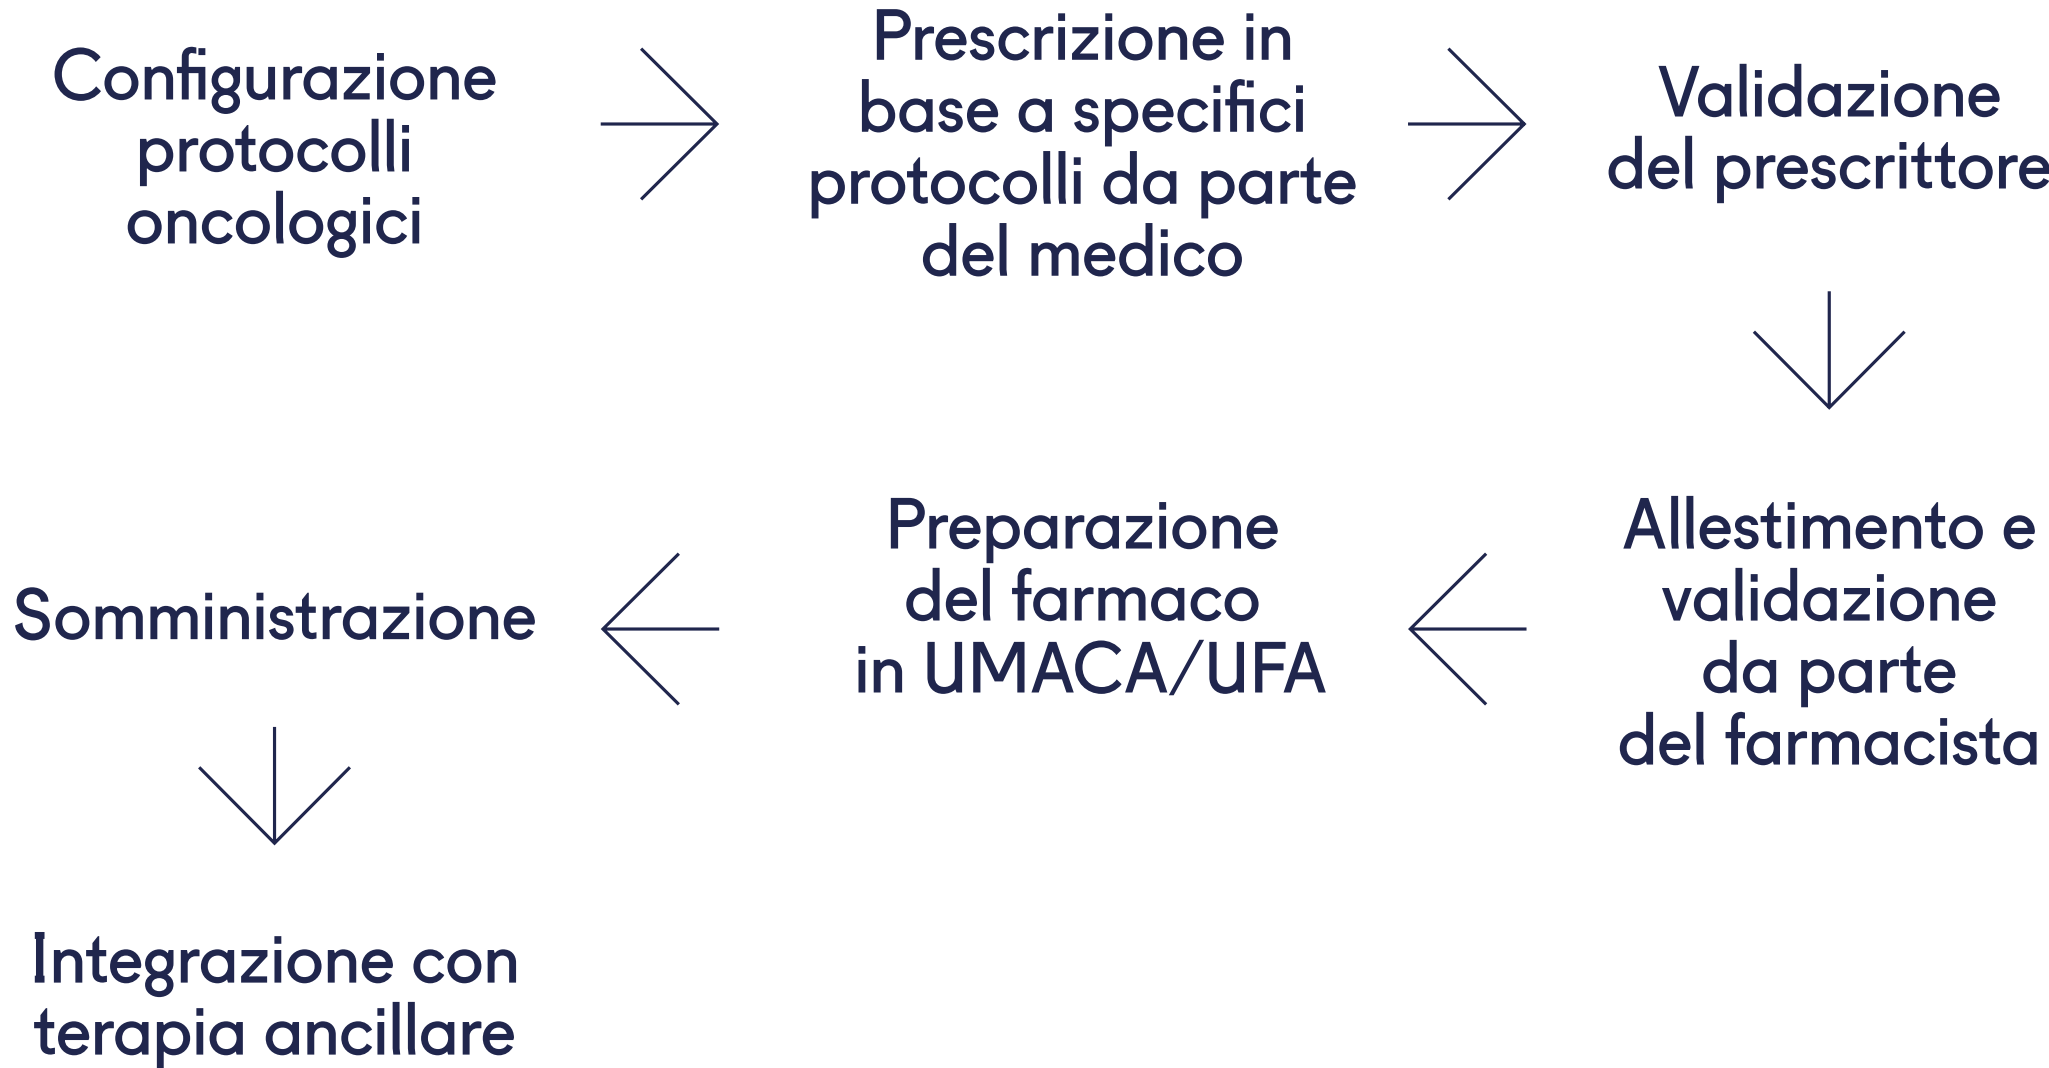 Configurazione
protocolli
oncologici
Prescrizione in
base a specifici
protocolli da parte
del medico
Validazione
del prescrittore
Allestimento e
validazione
da parte
del farmacista
Preparazione
del farmaco
in UMACA/UFA
Somministrazione
Integrazione con
terapia ancillare